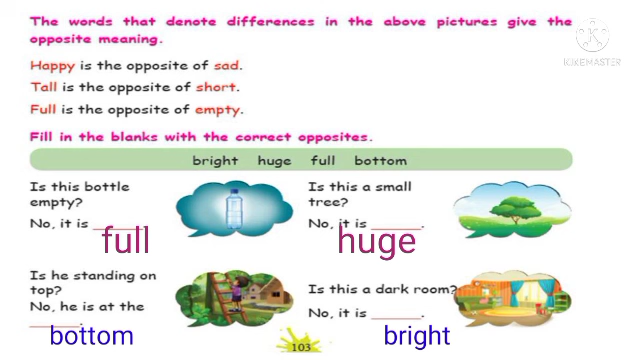 The words that denote differences in the above pictures give the
opposite meaning.
Happy is the opposite of sad.
Tall is the opposite of short.
Full is the opposite of empty.
Fill in the blanks with the correct opposites.
bright huge full bottom
Is this bottle
empty?
No, it is ______.
full
Is this a small
tree?
No, it is ______.
huge
Is he standing on
top?
No, he is at the
______.
bottom
Is this a dark room?
No, it is ______.
bright
103
K
KINEMASTER